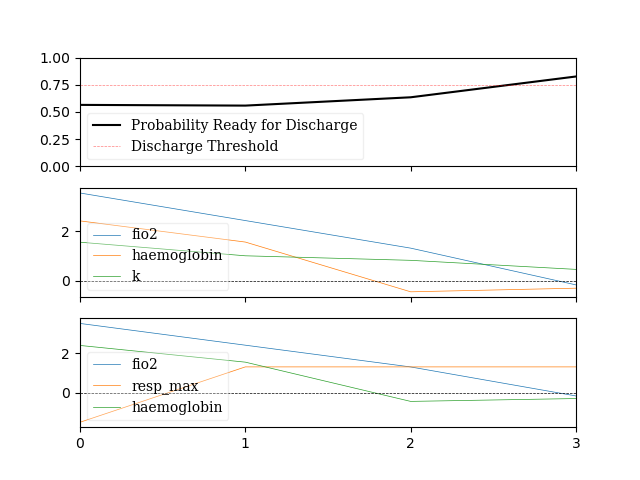 1.00
0.75
0.50
0.25
0.00
Probability Ready for Discharge
Discharge Threshold
2
0
fio2
haemoglobin
k
2
0
fio2
resp_max
haemoglobin
0 1 2 3